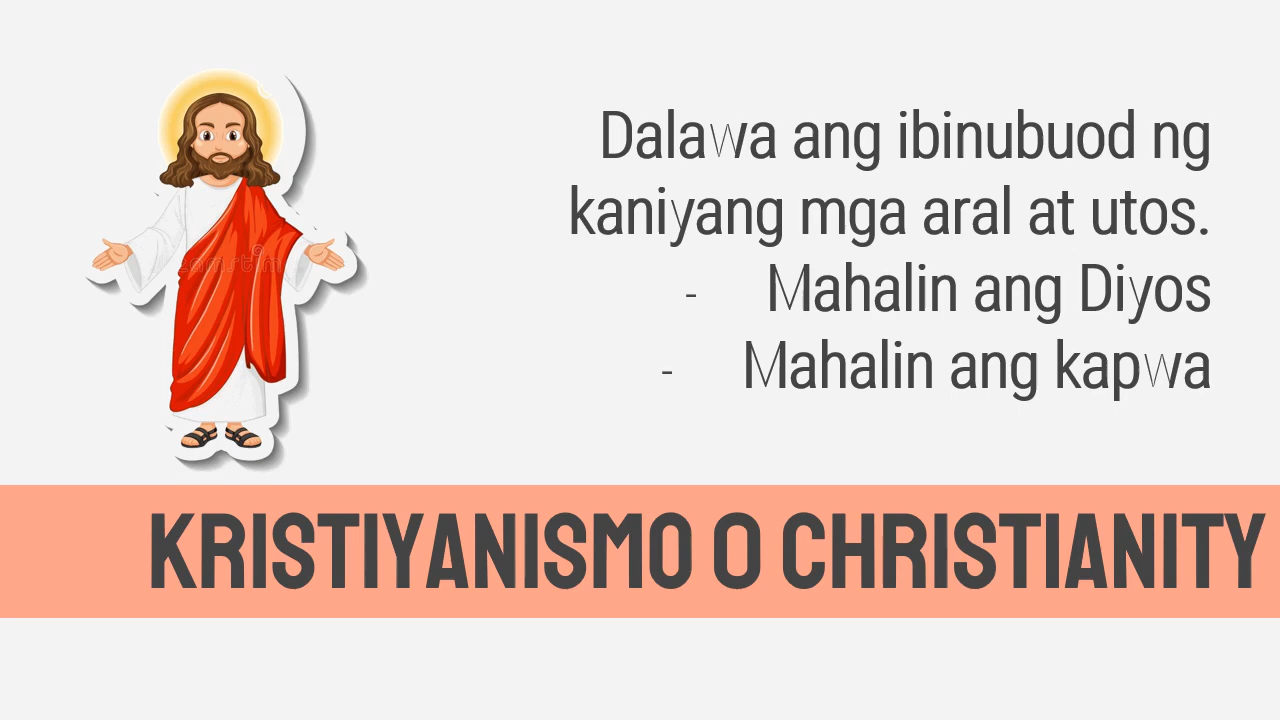 Dalawa ang ibinubuod ng
kaniyang mga aral at utos.
- Mahalin ang Diyos
- Mahalin ang kapwa
KRISTIYANISMO O CHRISTIANITY